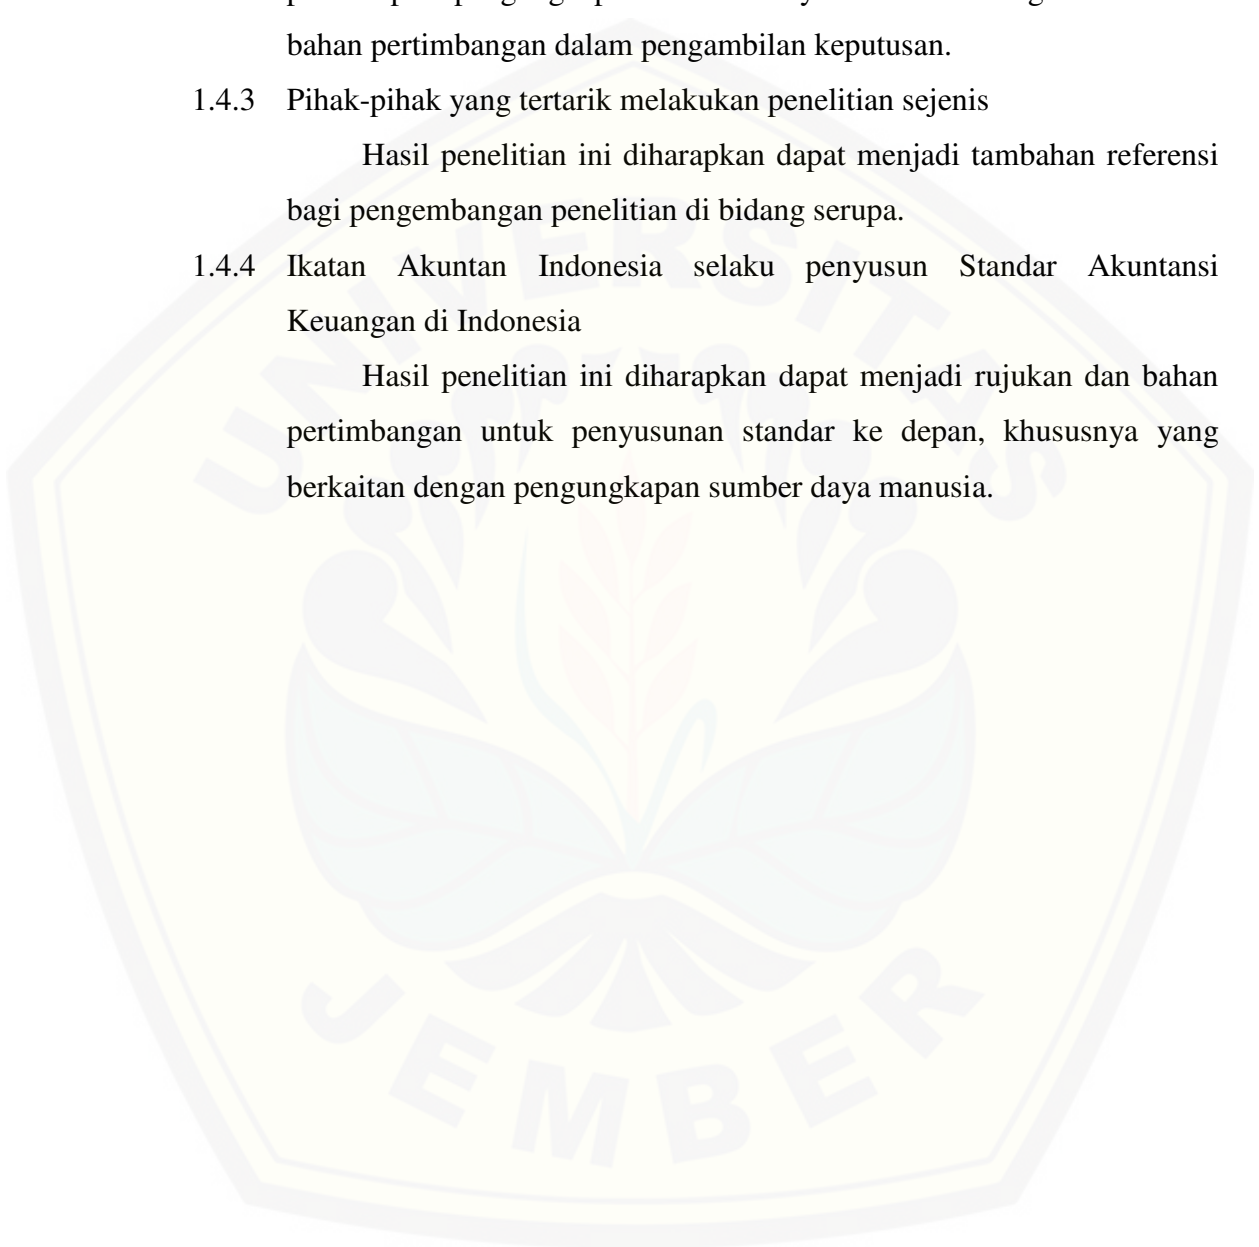 bahan pertimbangan dalam pengambilan keputusan.
1.4.3 Pihak-pihak yang tertarik melakukan penelitian sejenis
Hasil penelitian ini diharapkan dapat menjadi tambahan referensi
bagi pengembangan penelitian di bidang serupa.
1.4.4 Ikatan Akuntan Indonesia selaku penyusun Standar Akuntansi
Keuangan di Indonesia
Hasil penelitian ini diharapkan dapat menjadi rujukan dan bahan
pertimbangan untuk penyusunan standar ke depan, khususnya yang
berkaitan dengan pengungkapan sumber daya manusia.
UNIVERSITAS
JEMBER